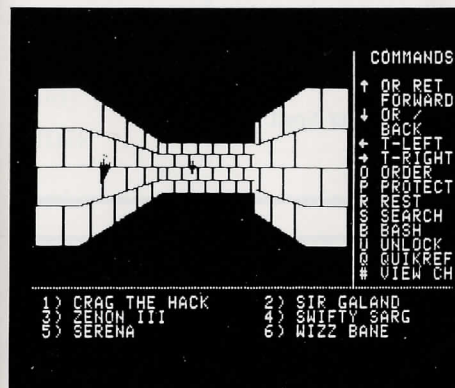 COMMANDS
↑ OR RET
FORWARD
↓ OR /
BACK
← T-LEFT
→ T-RIGHT
O ORDER
P PROTECT
R REST
S SEARCH
B BASH
U UNLOCK
Q QUIKREF
# VIEW CH
1) CRAG THE HACK 2) SIR GALAND
3) ZENON III 4) SWIFTY SARG
5) SERENA 6) WIZZ BANE